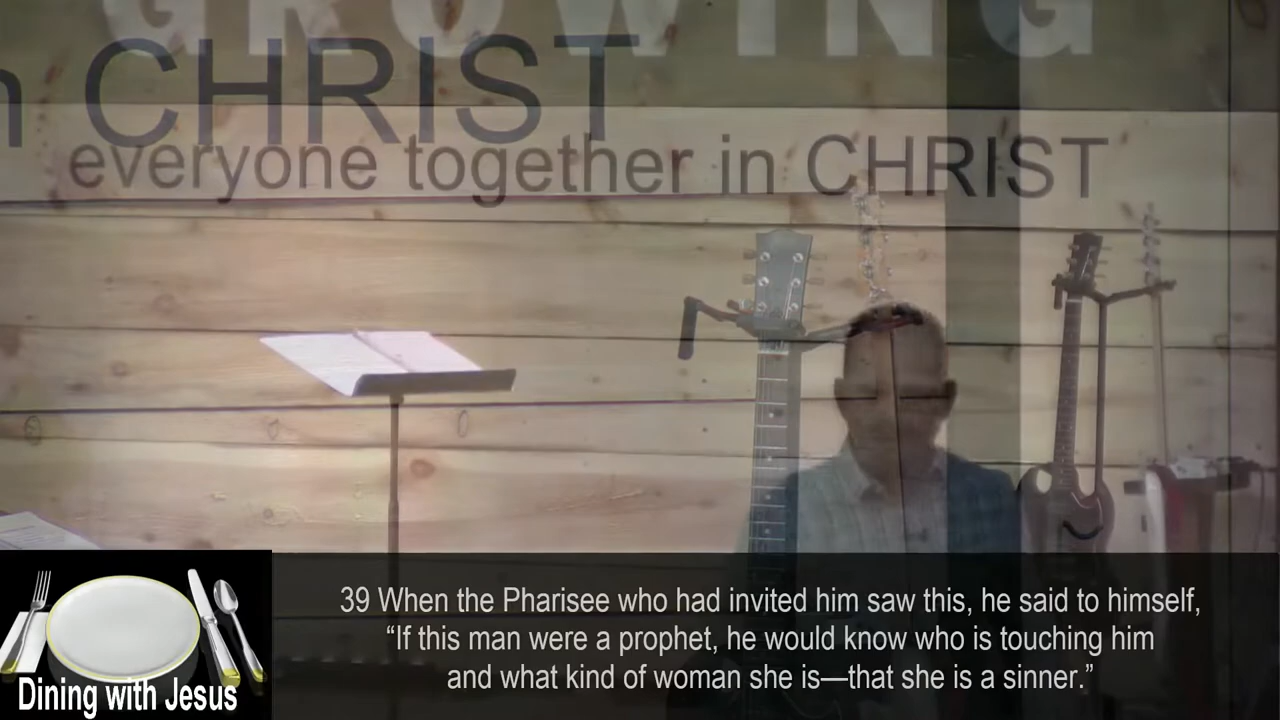 GROWING
n CHRIST
everyone together in CHRIST
39 When the Pharisee who had invited him saw this, he said to himself,
“If this man were a prophet, he would know who is touching him
and what kind of woman she is—that she is a sinner.”
Dining with Jesus